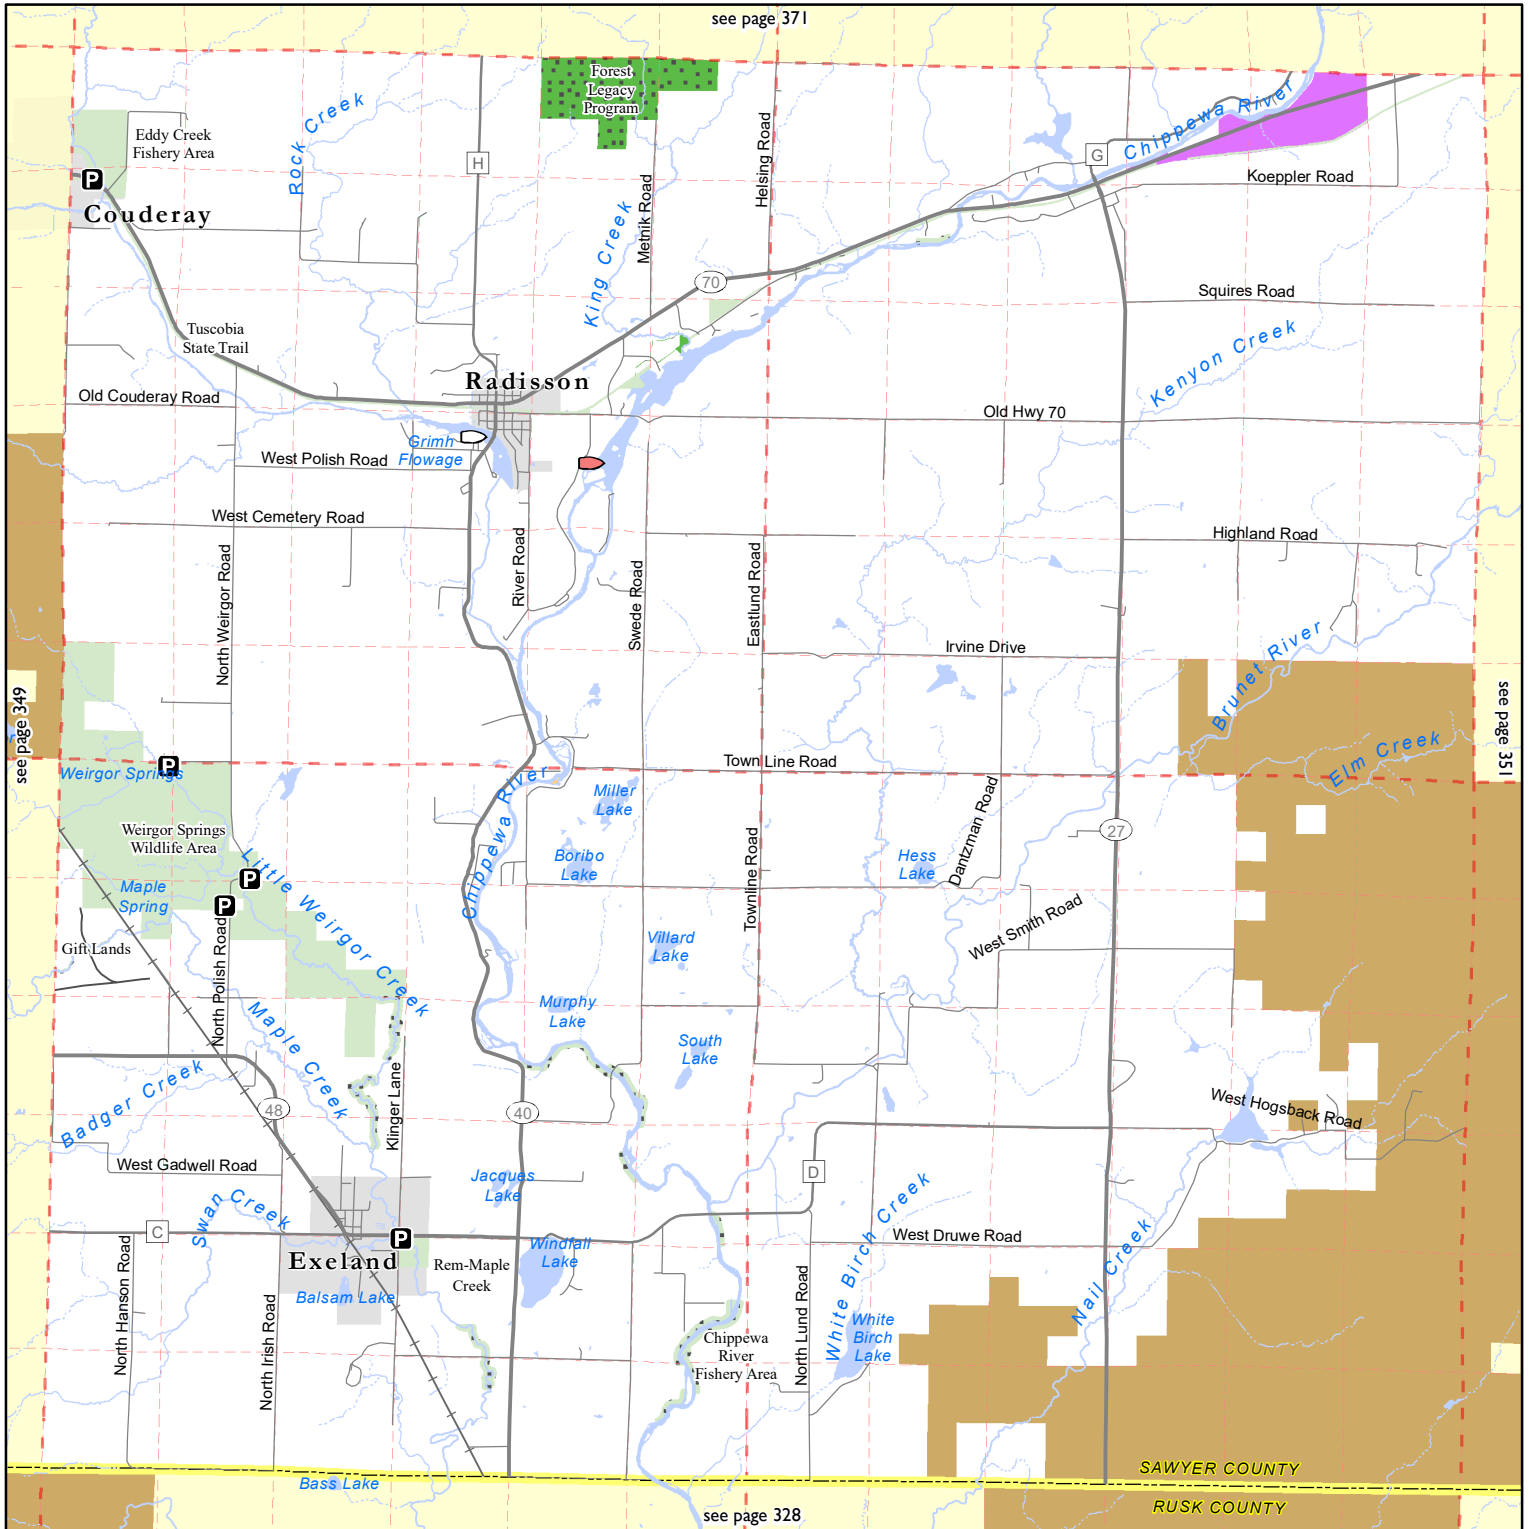 see page 371
Forest
Legacy
Program
Chippewa River
Rock Creek
Eddy Creek
Fishery Area
H
Helsing Road
G
P
Koeppler Road
Couderay
Metnik Road
King Creek
70
Squires Road
Tuscobia
State Trail
Kenyon Creek
Radisson
Old Couderay Road
Old Hwy 70
Grimh
Flowage
West Polish Road
West Cemetery Road
Highland Road
North Weirgor Road
River Road
Swede Road
Eastlund Road
Irvine Drive
Brunet River
see page 349
see page 351
Elm Creek
P
Weirgor Springs
Town Line Road
Chippewa River
Miller
Lake
Dantzman Road
27
Weirgor Springs
Wildlife Area
Little Weirgor Creek
Boribo
Lake
Hess
Lake
Townline Road
P
Maple
Spring
P
West Smith Road
Gift Lands
North Polish Road
Villard
Lake
Maple Creek
Murphy
Lake
South
Lake
Badger Creek
Klinger Lane
48
40
West Hogsback Road
West Gadwell Road
Jacques
Lake
D
White Birch Creek
Swan Creek
C
P
West Druwe Road
Nail Creek
Exeland
Windfall
Lake
Rem-Maple
Creek
North Hanson Road
North Irish Road
Balsam Lake
North Lund Road
White
Birch
Lake
Chippewa
River
Fishery Area
SAWYER COUNTY
Bass Lake
RUSK COUNTY
see page 328